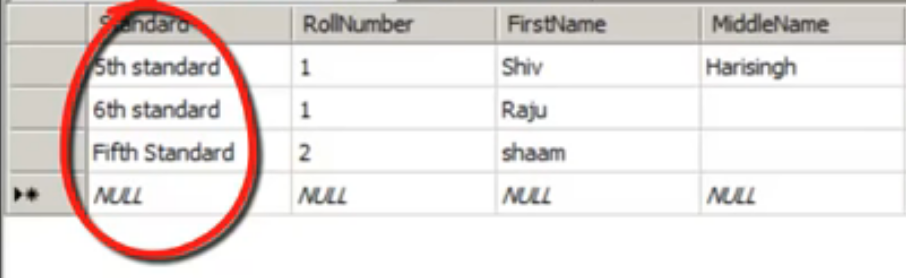 Standard RollNumber FirstName MiddleName
5th standard 1 Shiv Harisingh
6th standard 1 Raju
Fifth Standard 2 shaam
NULL NULL NULL NULL